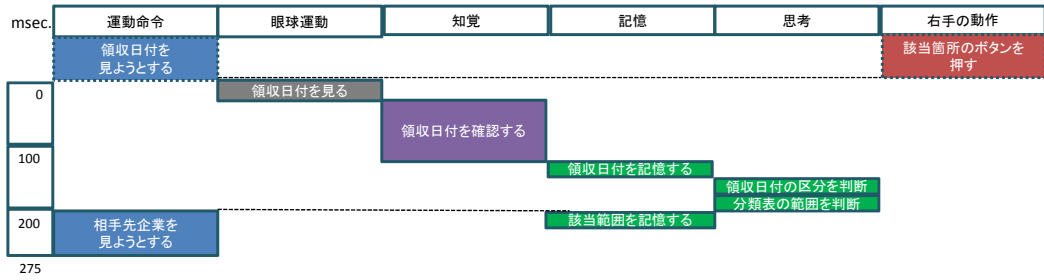 msec.
運動命令
眼球運動
知覚
記憶
思考
右手の動作
領収日付を
見ようとする
該当箇所のボタンを
押す
0
領収日付を見る
領収日付を確認する
100
領収日付を記憶する
領収日付の区分を判断
分類表の範囲を判断
200
相手先企業を
見ようとする
該当範囲を記憶する
275